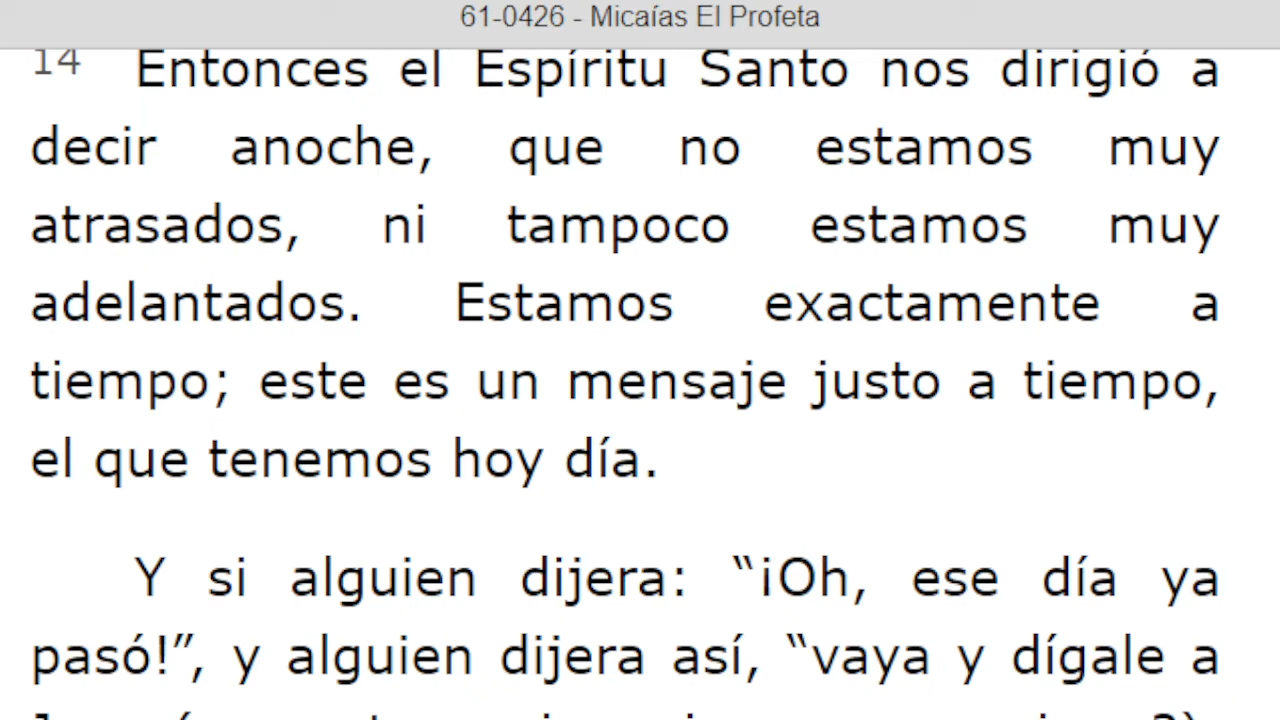 61-0426 - Micaías El Profeta
14 Entonces el Espíritu Santo nos dirigió a
decir anoche, que no estamos muy
atrasados, ni tampoco estamos muy
adelantados. Estamos exactamente a
tiempo; este es un mensaje justo a tiempo,
el que tenemos hoy día.
Y si alguien dijera: “¡Oh, ese día ya
pasó!”, y alguien dijera así, “vaya y dígale a